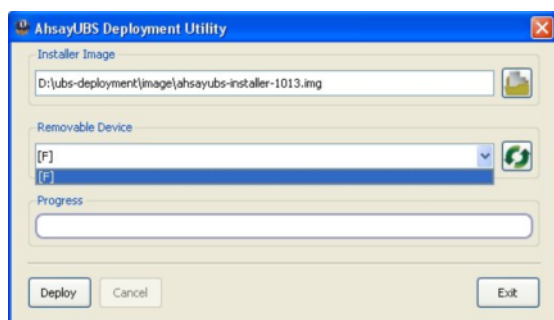 AhsayUBS Deployment Utility
Installer Image
D:\ubs-deployment\image\ahsayubs-installer-1013.img
Removable Device
[F]
[F]
Progress
Deploy Cancel Exit